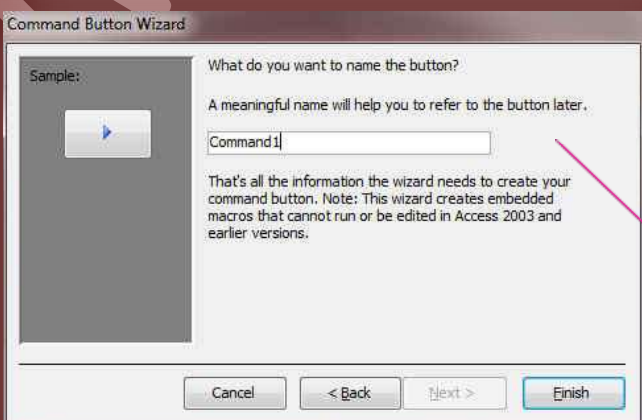 Command Button Wizard
Sample:
What do you want to name the button?
A meaningful name will help you to refer to the button later.
Command1
That's all the information the wizard needs to create your
command button. Note: This wizard creates embedded
macros that cannot run or be edited in Access 2003 and
earlier versions.
Cancel
< Back
Next >
Finish